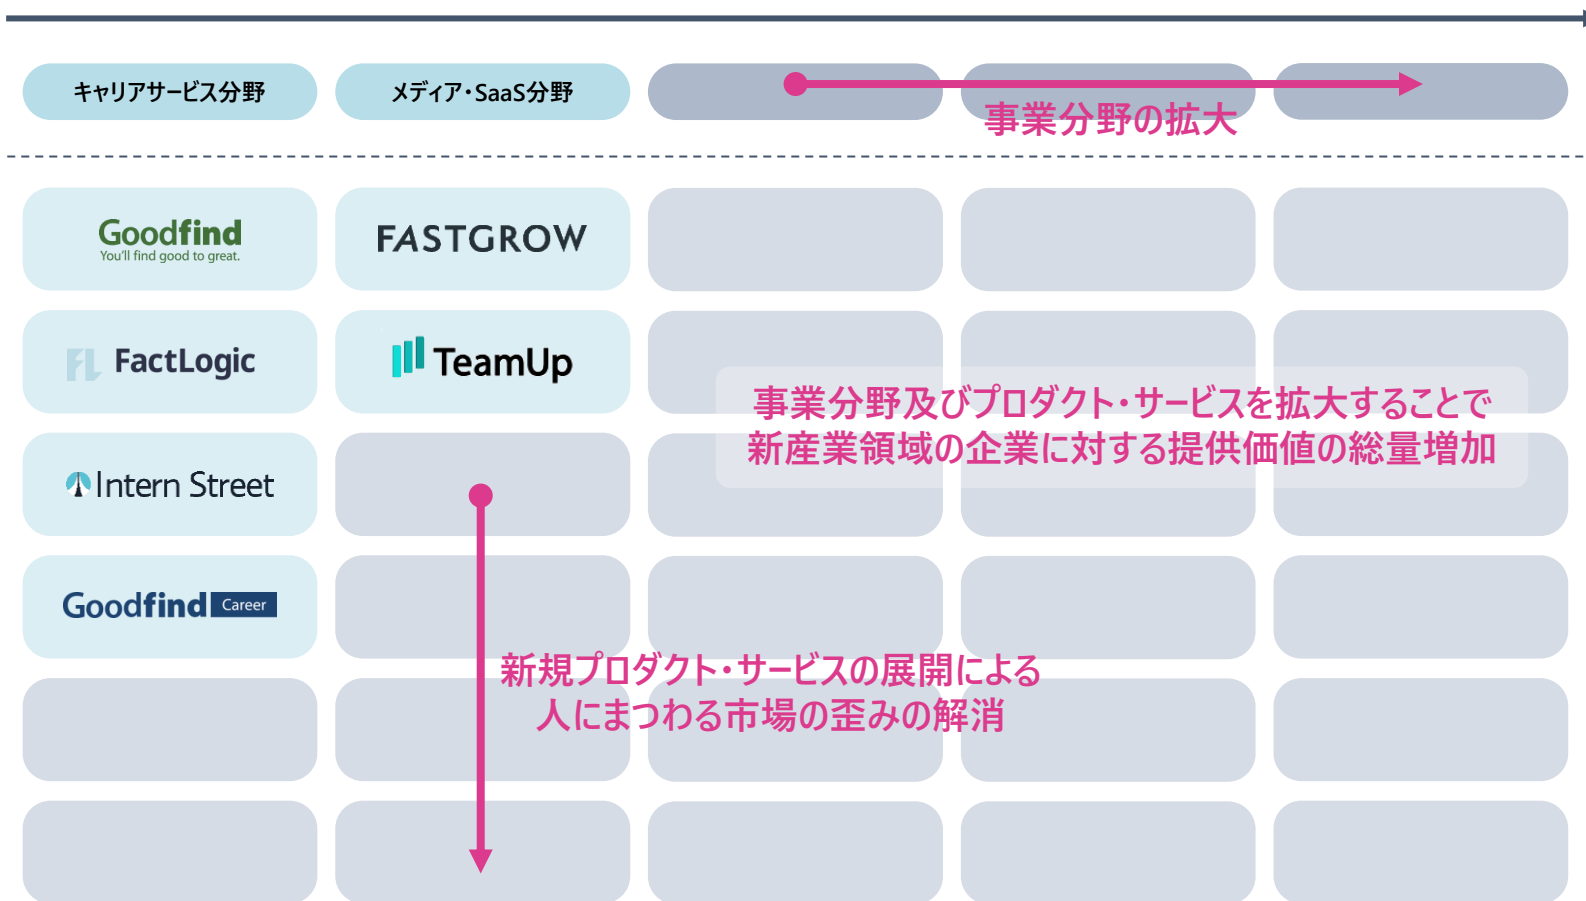 キャリアサービス分野
メディア・SaaS分野
事業分野の拡大
Goodfind
You'll find good to great.
FASTGROW
FL FactLogic
TeamUp
事業分野及びプロダクト・サービスを拡大することで
新産業領域の企業に対する提供価値の総量増加
Intern Street
Goodfind Career
新規プロダクト・サービスの展開による
人にまつわる市場の歪みの解消